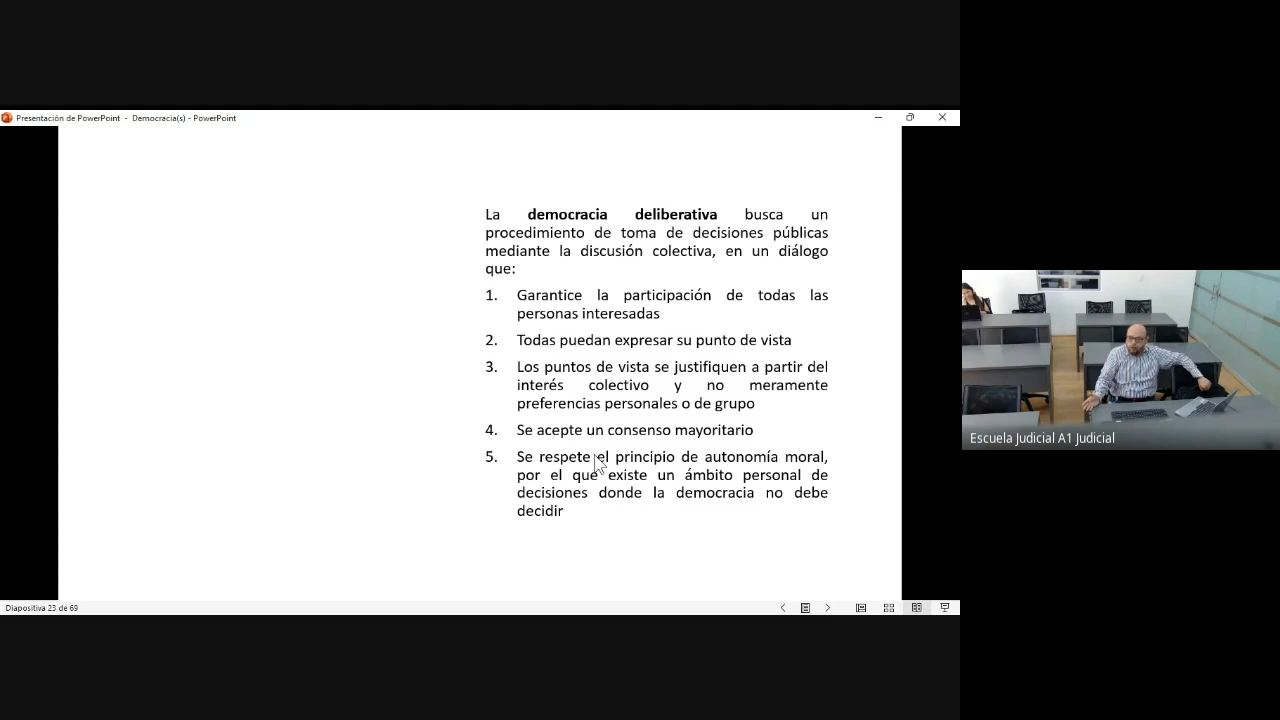 Presentación de PowerPoint - Democracia(s) - PowerPoint
La democracia deliberativa busca un
procedimiento de toma de decisiones públicas
mediante la discusión colectiva, en un diálogo
que:
1. Garantice la participación de todas las
personas interesadas
2. Todas puedan expresar su punto de vista
3. Los puntos de vista se justifiquen a partir del
interés colectivo y no meramente
preferencias personales o de grupo
4. Se acepte un consenso mayoritario
5. Se respete el principio de autonomía moral,
por el que existe un ámbito personal de
decisiones donde la democracia no debe
decidir
Diapositiva 23 de 69
Escuela Judicial A1 Judicial